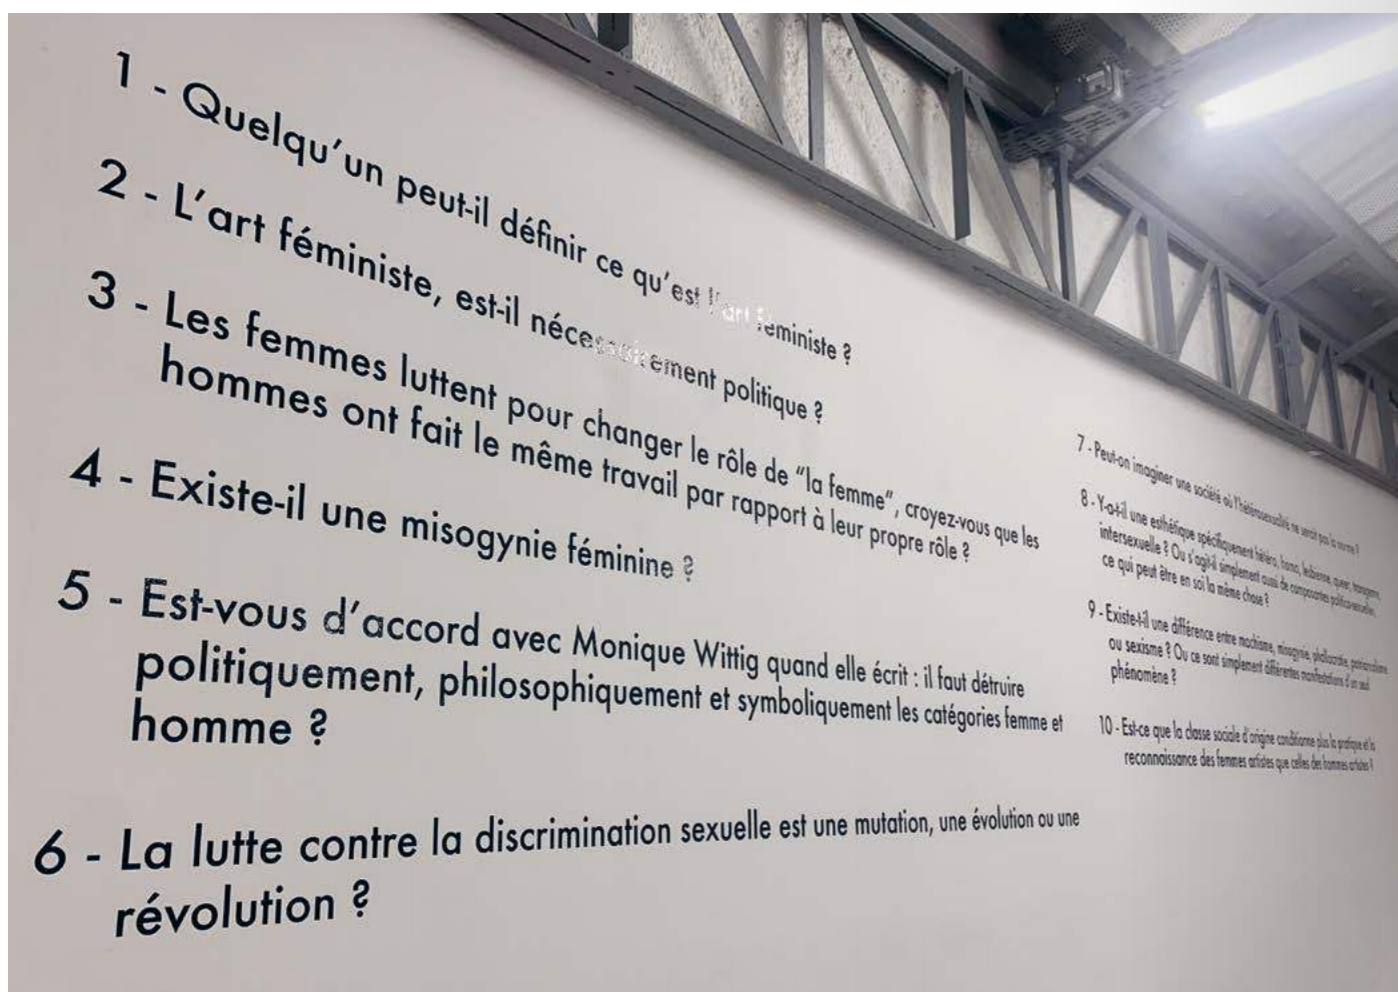 1 - Quelqu'un peut-il définir ce qu'est l'art féministe ?
2 - L'art féministe, est-il nécessairement politique ?
3 - Les femmes luttent pour changer le rôle de "la femme", croyez-vous que les
hommes ont fait le même travail par rapport à leur propre rôle ?
4 - Existe-il une misogynie féminine ?
5 - Est-vous d'accord avec Monique Wittig quand elle écrit : il faut détruire
politiquement, philosophiquement et symboliquement les catégories femme et
homme ?
6 - La lutte contre la discrimination sexuelle est une mutation, une évolution ou une
révolution ?
7 - Peut-on imaginer une société où l'hétérosexualité ne serait pas la norme ?
8 - Y-a-t-il une esthétique spécifiquement hétéro, homo, lesbienne, queer, transgenre,
intersexuelle ? Ou s'agit-il simplement aussi de composantes politico-sexuelles,
ce qui peut être en soi la même chose ?
9 - Existe-t-il une différence entre machisme, misogynie, phallocratie, patriarcalisme
ou sexisme ? Ou ce sont simplement différentes manifestations d'un seul
phénomène ?
10 - Est-ce que la classe sociale d'origine conditionne plus la pratique et la
reconnaissance des femmes artistes que celles des hommes artistes ?